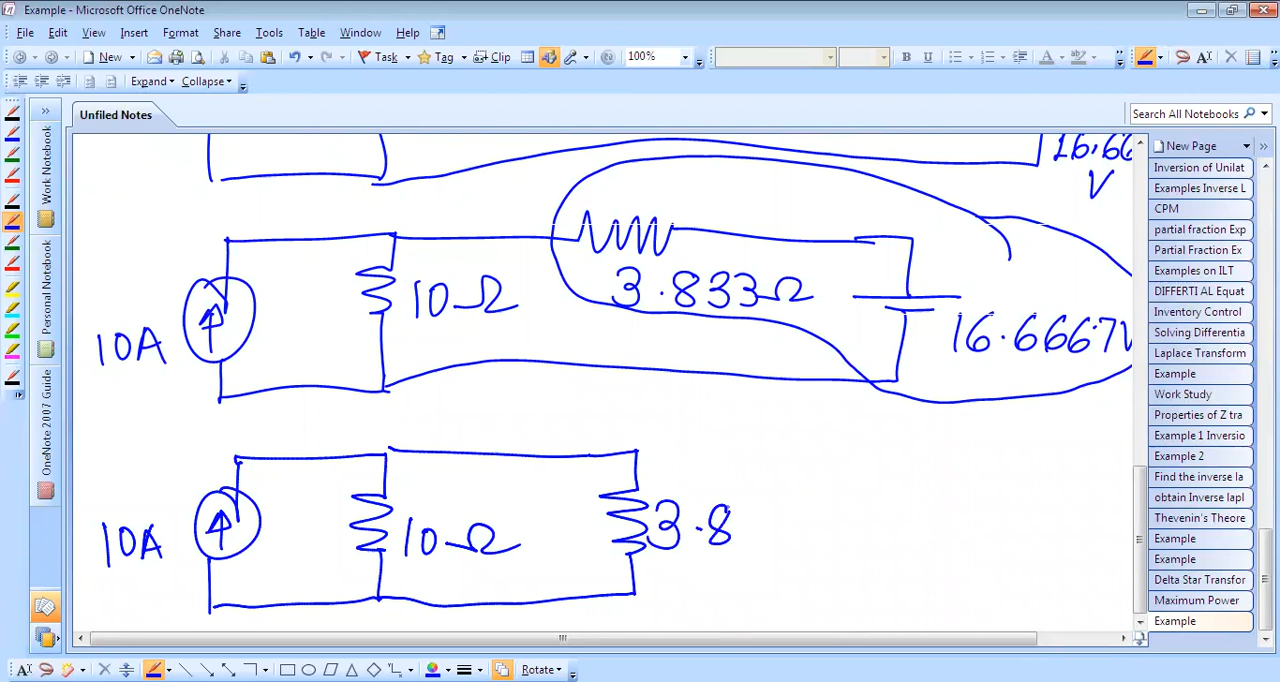 Example - Microsoft Office OneNote
File Edit View Insert Format Share Tools Table Window Help
New Task Tag Clip 100% B U A ab
Expand Collapse
Unfiled Notes
Search All Notebooks
Work Notebook
Personal Notebook
OneNote 2007 Guide
16.66
V
10A
10Ω
3.833Ω
16.6667V
10A
10Ω
3.8
New Page
Inversion of Unilat
Examples Inverse L
CPM
partial fraction Exp
Partial Fraction Ex
Examples on ILT
DIFFERTI AL Equat
Inversion Control
Solving Differentia
Laplace Transform
Example
Work Study
Properties of Z tra
Example 1 Inversio
Example 2
Find the inverse la
obtain Inverse lapl
Thevenin's Theore
Example
Example
Delta Star Transfor
Maximum Power
Example
Rotate